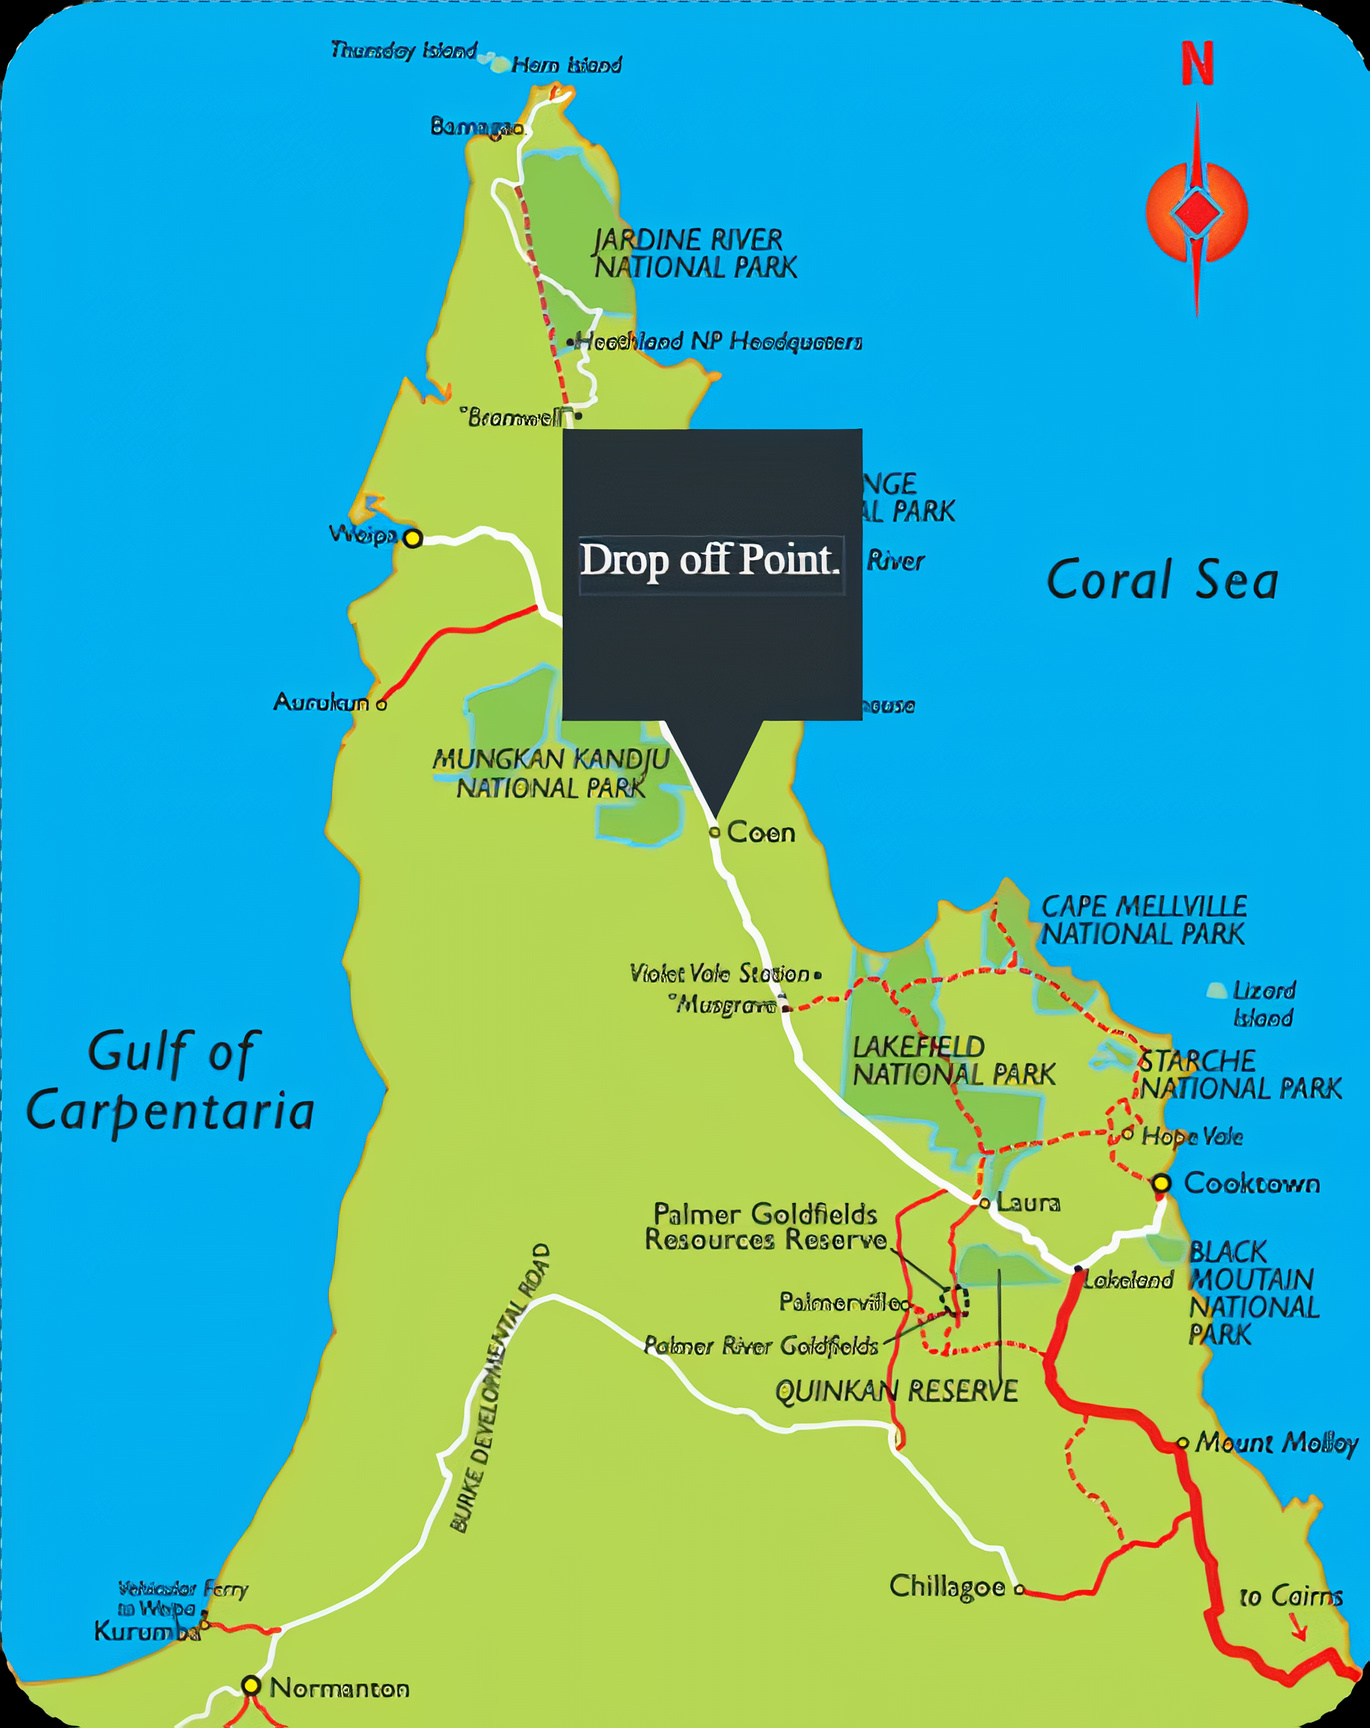 Thursday Island
Horn Island
N
Bamaga
JARDINE RIVER
NATIONAL PARK
Heathland NP Headquaters
Bramwell
NGE
AL PARK
Weipa
Drop off Point.
River
Coral Sea
Aurukun
ouse
MUNGKAN KANDJU
NATIONAL PARK
Coen
CAPE MELLVILLE
NATIONAL PARK
Violet Vale Station
Musgrave
Lizard
Island
Gulf of
Carpentaria
LAKEFIELD
NATIONAL PARK
STARCHE
NATIONAL PARK
Hope Vale
Cooktown
Laura
Palmer Goldfields
Resources Reserve
BLACK
MOUTAIN
NATIONAL
PARK
Lakeland
BURKE DEVELOPMENTAL ROAD
Palmerville
Palmer River Goldfields
QUINKAN RESERVE
Mount Molloy
Chillagoe
to Cairns
Vehicular Ferry
to Weipa
Kurumba
Normanton